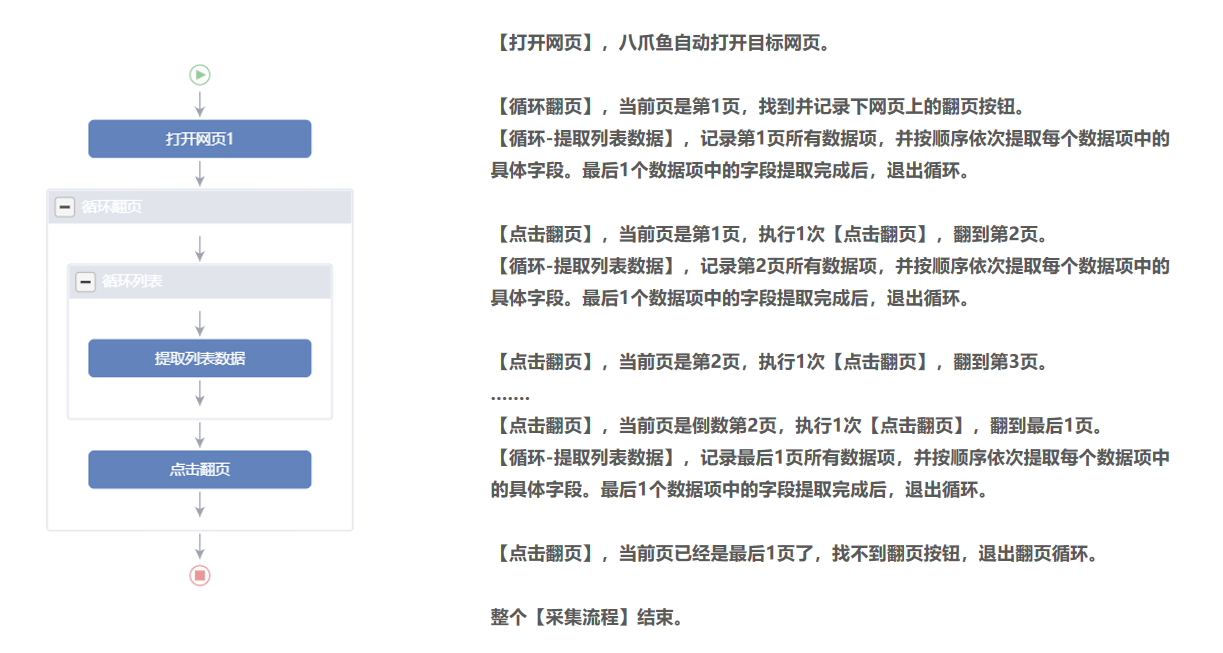 打开网页1
循环翻页
循环列表
提取列表数据
点击翻页
【打开网页】，八爪鱼自动打开目标网页。
【循环翻页】，当前页是第1页，找到并记录下网页上的翻页按钮。
【循环-提取列表数据】，记录第1页所有数据项，并按顺序依次提取每个数据项中的
具体字段。最后1个数据项中的字段提取完成后，退出循环。
【点击翻页】，当前页是第1页，执行1次【点击翻页】，翻到第2页。
【循环-提取列表数据】，记录第2页所有数据项，并按顺序依次提取每个数据项中的
具体字段。最后1个数据项中的字段提取完成后，退出循环。
【点击翻页】，当前页是第2页，执行1次【点击翻页】，翻到第3页。
.......
【点击翻页】，当前页是倒数第2页，执行1次【点击翻页】，翻到最后1页。
【循环-提取列表数据】，记录最后1页所有数据项，并按顺序依次提取每个数据项中
的具体字段。最后1个数据项中的字段提取完成后，退出循环。
【点击翻页】，当前页已经是最后1页了，找不到翻页按钮，退出翻页循环。
整个【采集流程】结束。